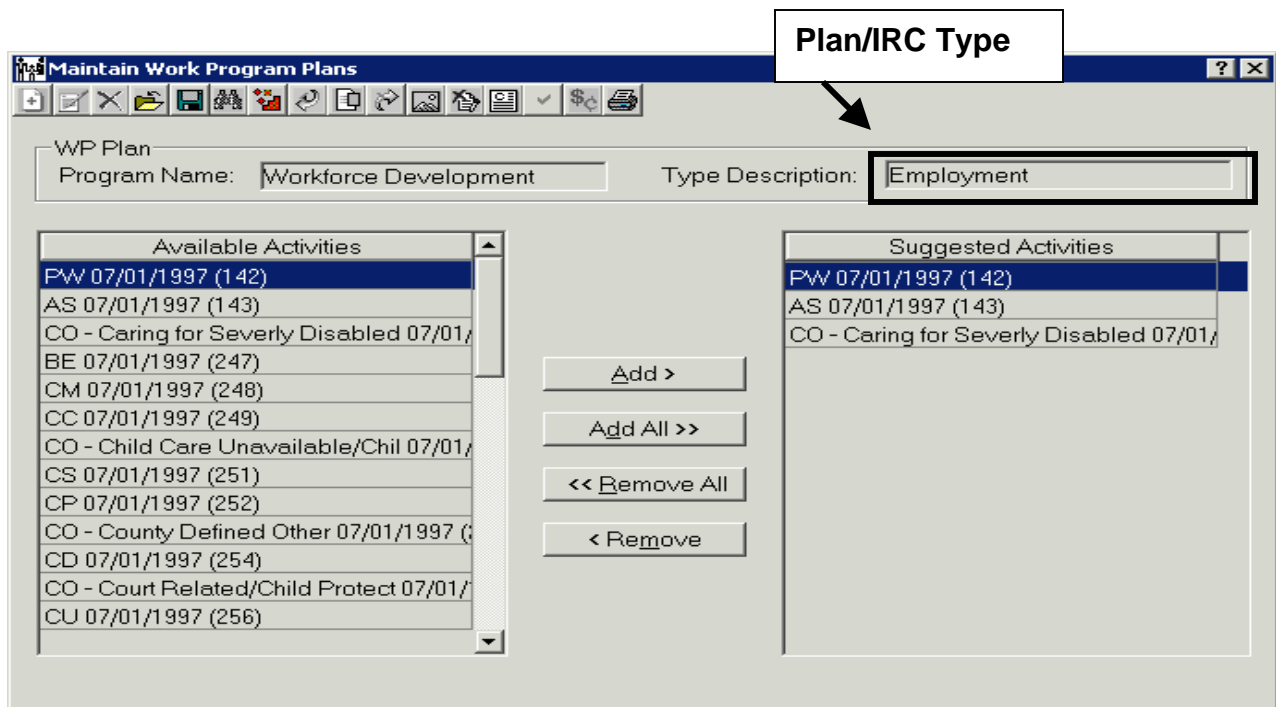 Plan/IRC Type
Maintain Work Program Plans
WP Plan
Program Name: Workforce Development Type Description: Employment
Available Activities
PW 07/01/1997 (142)
AS 07/01/1997 (143)
CO - Caring for Severly Disabled 07/01/
BE 07/01/1997 (247)
CM 07/01/1997 (248)
CC 07/01/1997 (249)
CO - Child Care Unavailable/Chil 07/01/
CS 07/01/1997 (251)
CP 07/01/1997 (252)
CO - County Defined Other 07/01/1997 (
CD 07/01/1997 (254)
CO - Court Related/Child Protect 07/01/
CU 07/01/1997 (256)
Add >
Add All >>
<< Remove All
< Remove
Suggested Activities
PW 07/01/1997 (142)
AS 07/01/1997 (143)
CO - Caring for Severly Disabled 07/01/